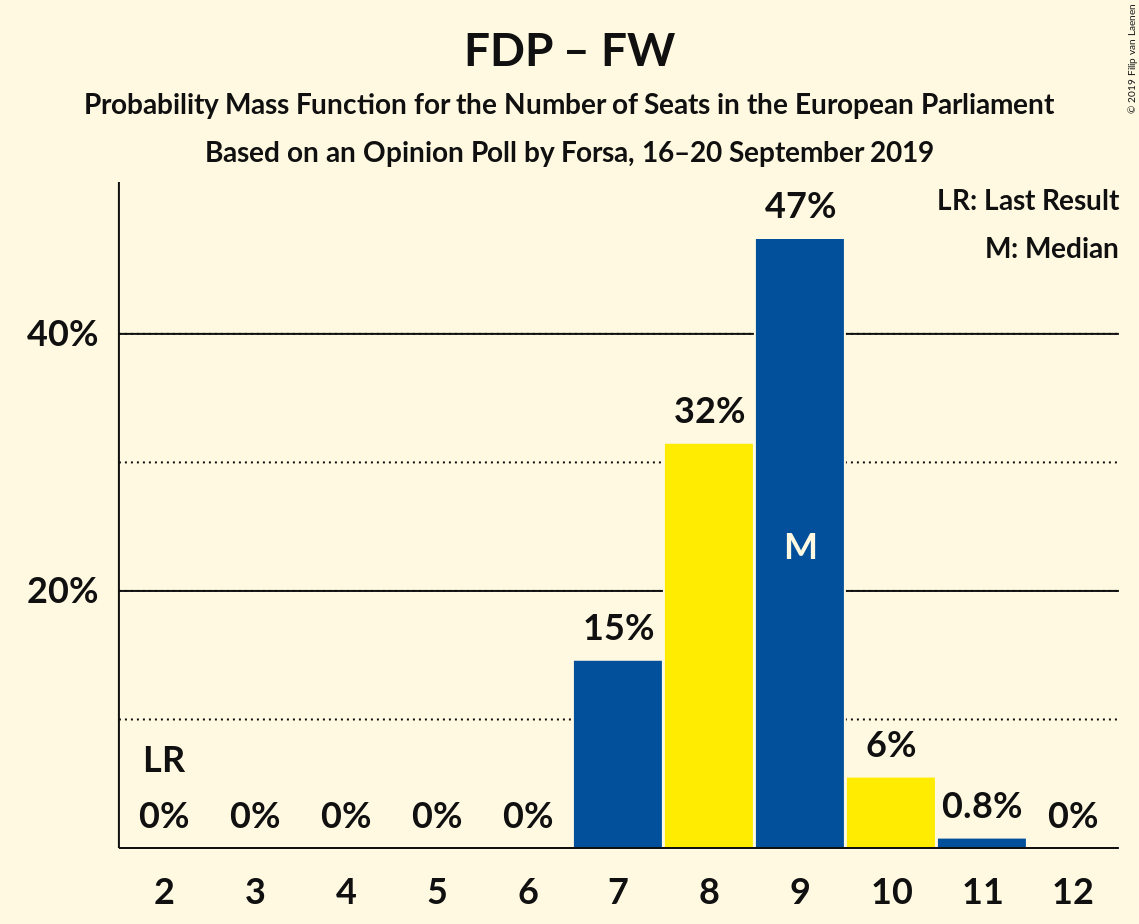 FDP – FW
Probability Mass Function for the Number of Seats in the European Parliament
Based on an Opinion Poll by Forsa, 16–20 September 2019
© 2019 Filip van Laenen
LR: Last Result
M: Median
47%
40%
32%
M
20%
15%
6%
LR
0% 0% 0% 0% 0% 0.8% 0%
2 3 4 5 6 7 8 9 10 11 12